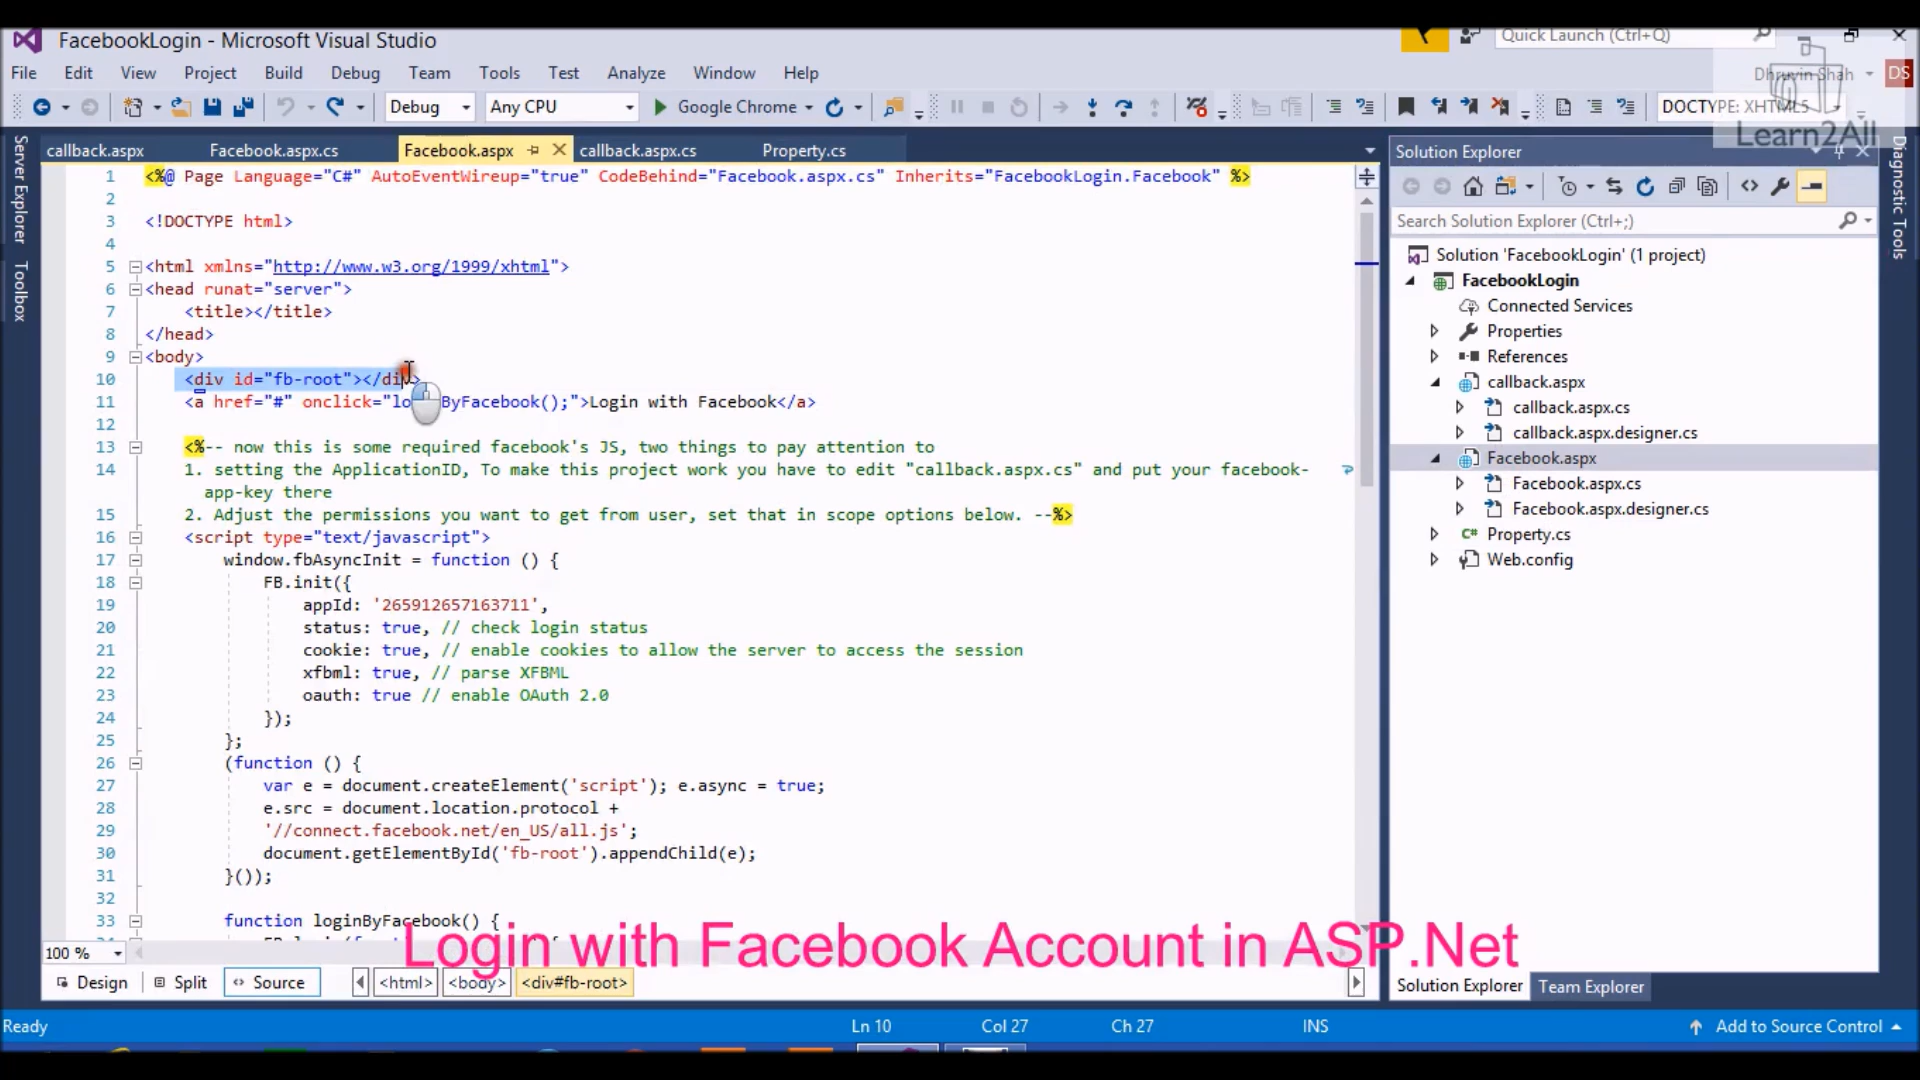 FacebookLogin - Microsoft Visual Studio
Quick Launch (Ctrl+Q)
File Edit View Project Build Debug Team Tools Test Analyze Window Help
Dhruvin Shah DS
Debug Any CPU Google Chrome DOCTYPE: XHTML5
Learn2All
Server Explorer
Toolbox
callback.aspx Facebook.aspx.cs Facebook.aspx callback.aspx.cs Property.cs
1 <%@ Page Language="C#" AutoEventWireup="true" CodeBehind="Facebook.aspx.cs" Inherits="FacebookLogin.Facebook" %>
2
3 <!DOCTYPE html>
4
5 <html xmlns="http://www.w3.org/1999/xhtml">
6 <head runat="server">
7 <title></title>
8 </head>
9 <body>
10 <div id="fb-root"></div>
11 <a href="#" onclick="loByFacebook();">Login with Facebook</a>
12
13 <%-- now this is some required facebook's JS, two things to pay attention to
14 1. setting the ApplicationID, To make this project work you have to edit "callback.aspx.cs" and put your facebook-
app-key there
15 2. Adjust the permissions you want to get from user, set that in scope options below. --%>
16 <script type="text/javascript">
17 window.fbAsyncInit = function () {
18 FB.init({
19 appId: '265912657163711',
20 status: true, // check login status
21 cookie: true, // enable cookies to allow the server to access the session
22 xfbml: true, // parse XFBML
23 oauth: true // enable OAuth 2.0
24 });
25 };
26 (function () {
27 var e = document.createElement('script'); e.async = true;
28 e.src = document.location.protocol +
29 '//connect.facebook.net/en_US/all.js';
30 document.getElementById('fb-root').appendChild(e);
31 }());
32
33 function loginByFacebook() {
Login with Facebook Account in ASP.Net
100 %
Design Split Source <html> <body> <div#fb-root>
Solution Explorer
Search Solution Explorer (Ctrl+;)
Solution 'FacebookLogin' (1 project)
FacebookLogin
Connected Services
Properties
References
callback.aspx
callback.aspx.cs
callback.aspx.designer.cs
Facebook.aspx
Facebook.aspx.cs
Facebook.aspx.designer.cs
C# Property.cs
Web.config
Solution Explorer Team Explorer
Diagnostic Tools
Ready Ln 10 Col 27 Ch 27 INS Add to Source Control